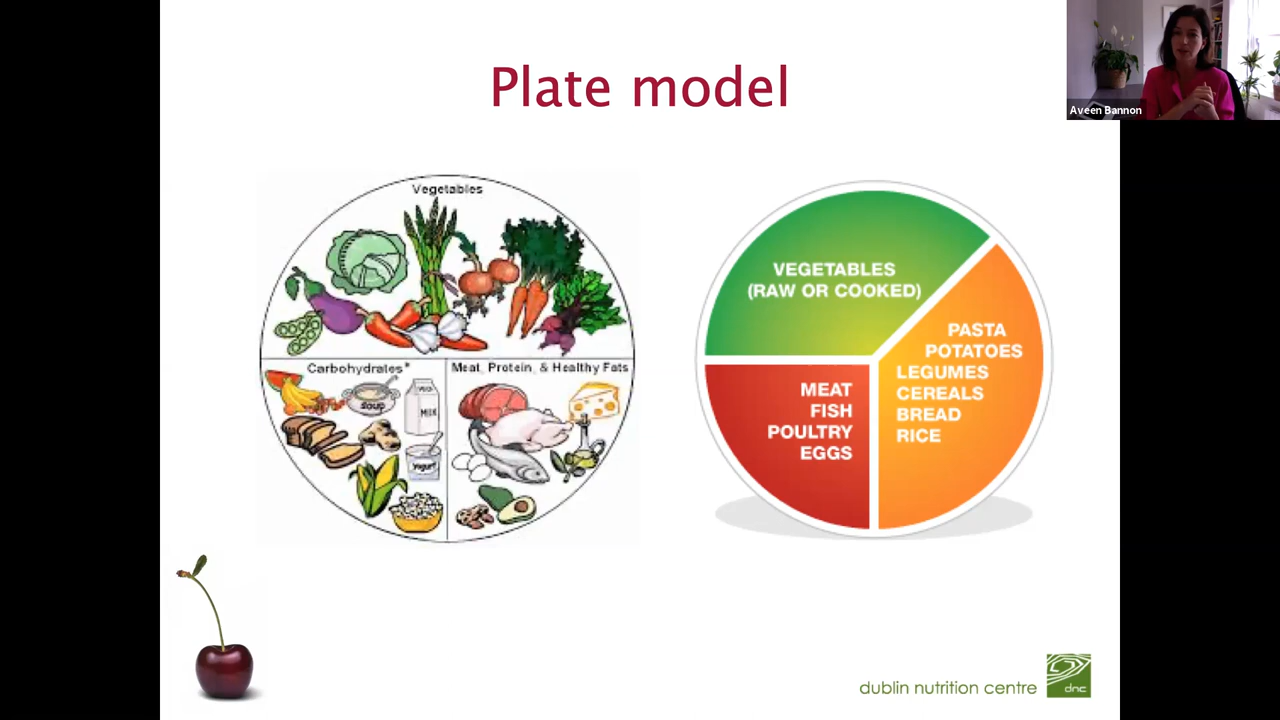 Plate model
Aveen Bannon
Vegetables
Carbohydrates*
soup
MILK
yogurt
Meat, Protein, & Healthy Fats
VEGETABLES
(RAW OR COOKED)
PASTA
POTATOES
LEGUMES
CEREALS
BREAD
RICE
MEAT
FISH
POULTRY
EGGS
dublin nutrition centre
dnc